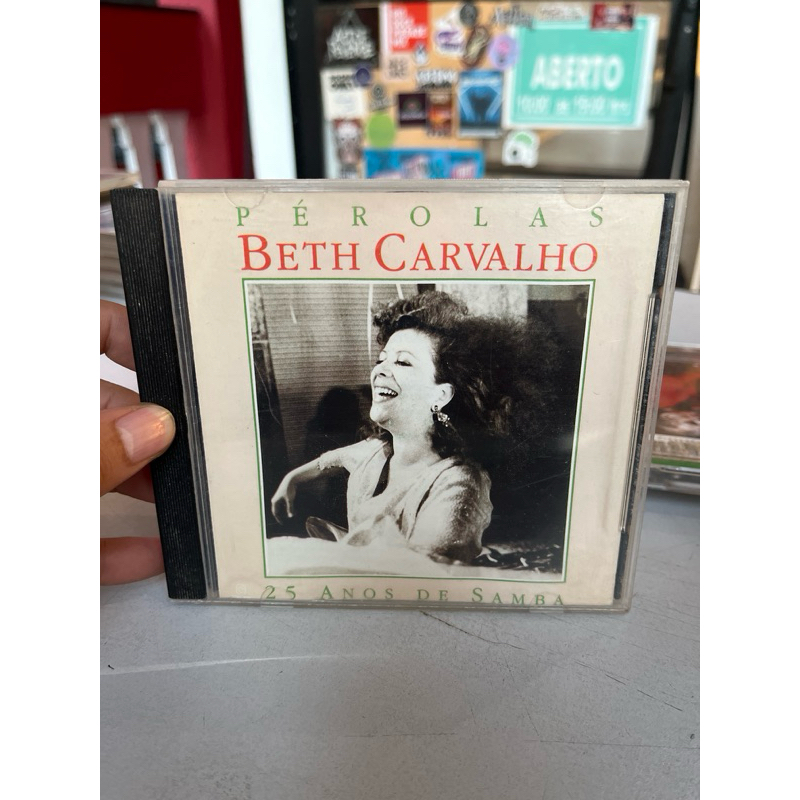 ABERTO
PÉROLAS
BETH CARVALHO
25 ANOS DE SAMBA